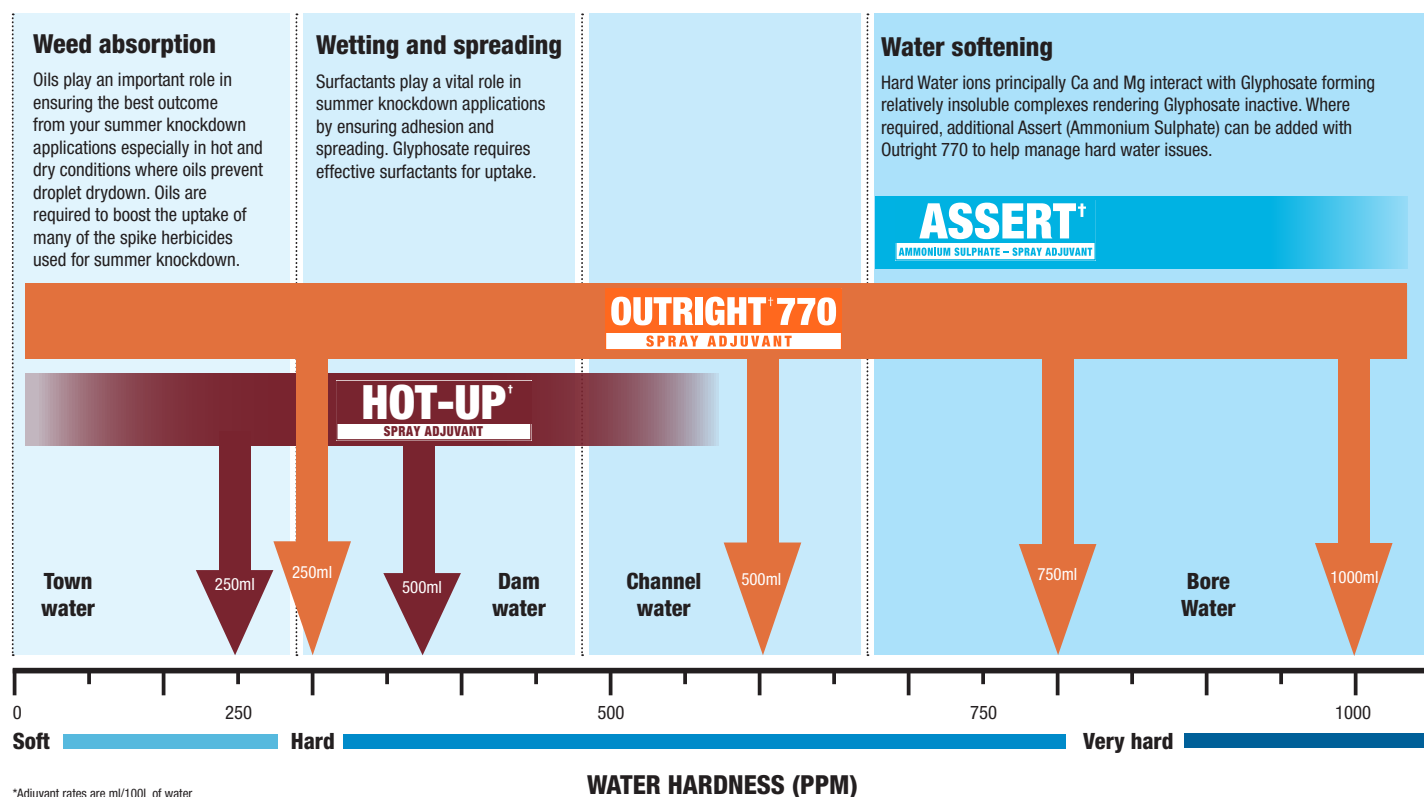 Weed absorption
Oils play an important role in
ensuring the best outcome
from your summer knockdown
applications especially in hot and
dry conditions where oils prevent
droplet drydown. Oils are
required to boost the uptake of
many of the spike herbicides
used for summer knockdown.
Wetting and spreading
Surfactants play a vital role in
summer knockdown applications
by ensuring adhesion and
spreading. Glyphosate requires
effective surfactants for uptake.
Water softening
Hard Water ions principally Ca and Mg interact with Glyphosate forming
relatively insoluble complexes rendering Glyphosate inactive. Where
required, additional Assert (Ammonium Sulphate) can be added with
Outright 770 to help manage hard water issues.
ASSERT†
AMMONIUM SULPHATE – SPRAY ADJUVANT
OUTRIGHT† 770
SPRAY ADJUVANT
HOT-UP†
SPRAY ADJUVANT
Town
water
250ml
250ml
500ml
Dam
water
Channel
water
500ml
750ml
Bore
Water
1000ml
0
250
500
750
1000
Soft
Hard
Very hard
WATER HARDNESS (PPM)
*Adjuvant rates are ml/100L of water